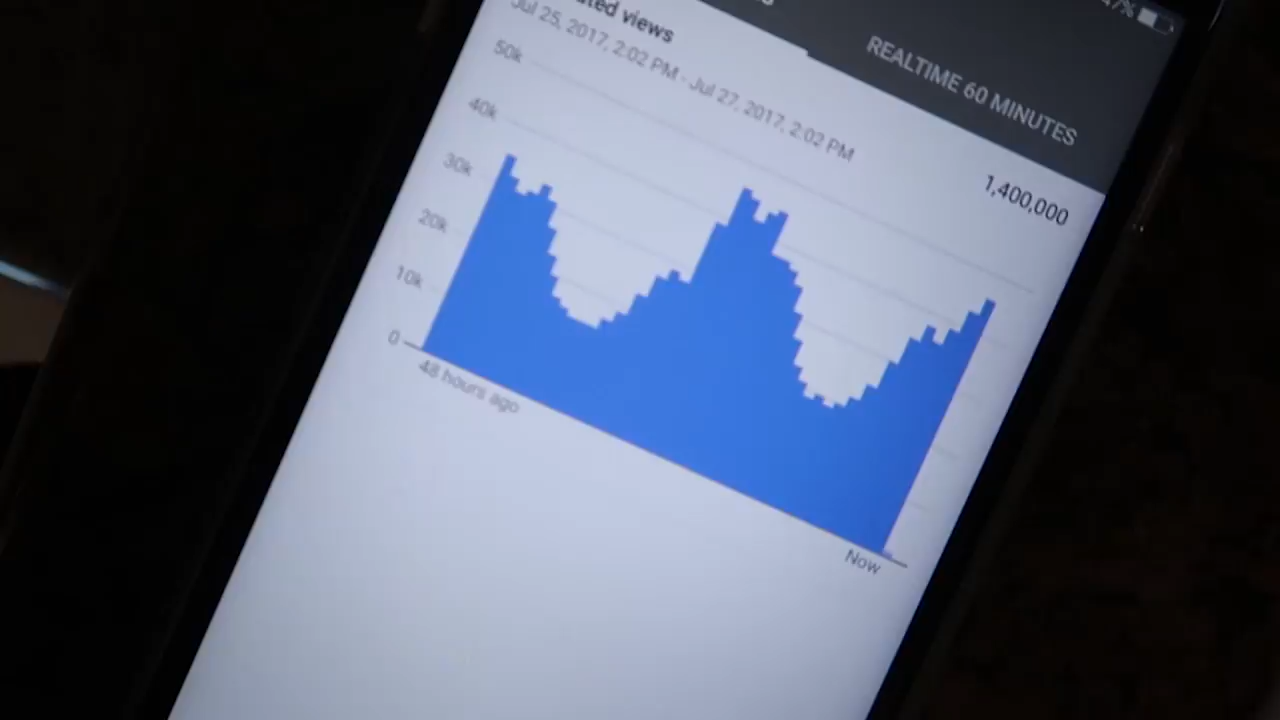 views
Jul 25, 2017, 2:02 PM - Jul 27, 2017, 2:02 PM
REALTIME 60 MINUTES
1,400,000
50k
40k
30k
20k
10k
0
48 hours ago
Now